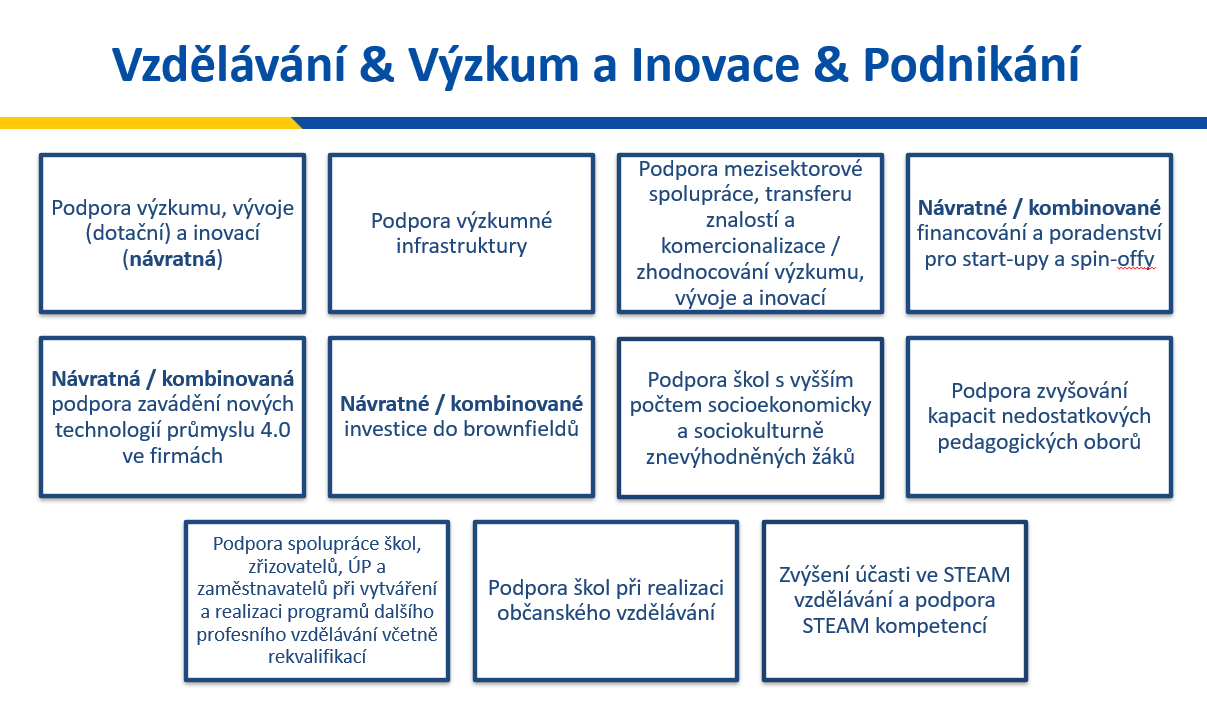 Vzdělávání & Výzkum a Inovace & Podnikání
Podpora výzkumu, vývoje
(dotační) a inovací
(návratná)
Podpora výzkumné
infrastruktury
Podpora mezisektorové
spolupráce, transferu
znalostí a
komercionalizace /
zhodnocování výzkumu,
vývoje a inovací
Návratné / kombinované
financování a poradenství
pro start-upy a spin-offy
Návratná / kombinovaná
podpora zavádění nových
technologií průmyslu 4.0
ve firmách
Návratné / kombinované
investice do brownfieldů
Podpora škol s vyšším
počtem socioekonomicky
a sociokulturně
znevýhodněných žáků
Podpora zvyšování
kapacit nedostatkových
pedagogických oborů
Podpora spolupráce škol,
zřizovatelů, ÚP a
zaměstnavatelů při vytváření
a realizaci programů dalšího
profesního vzdělávání včetně
rekvalifikací
Podpora škol při realizaci
občanského vzdělávání
Zvýšení účasti ve STEAM
vzdělávání a podpora
STEAM kompetencí